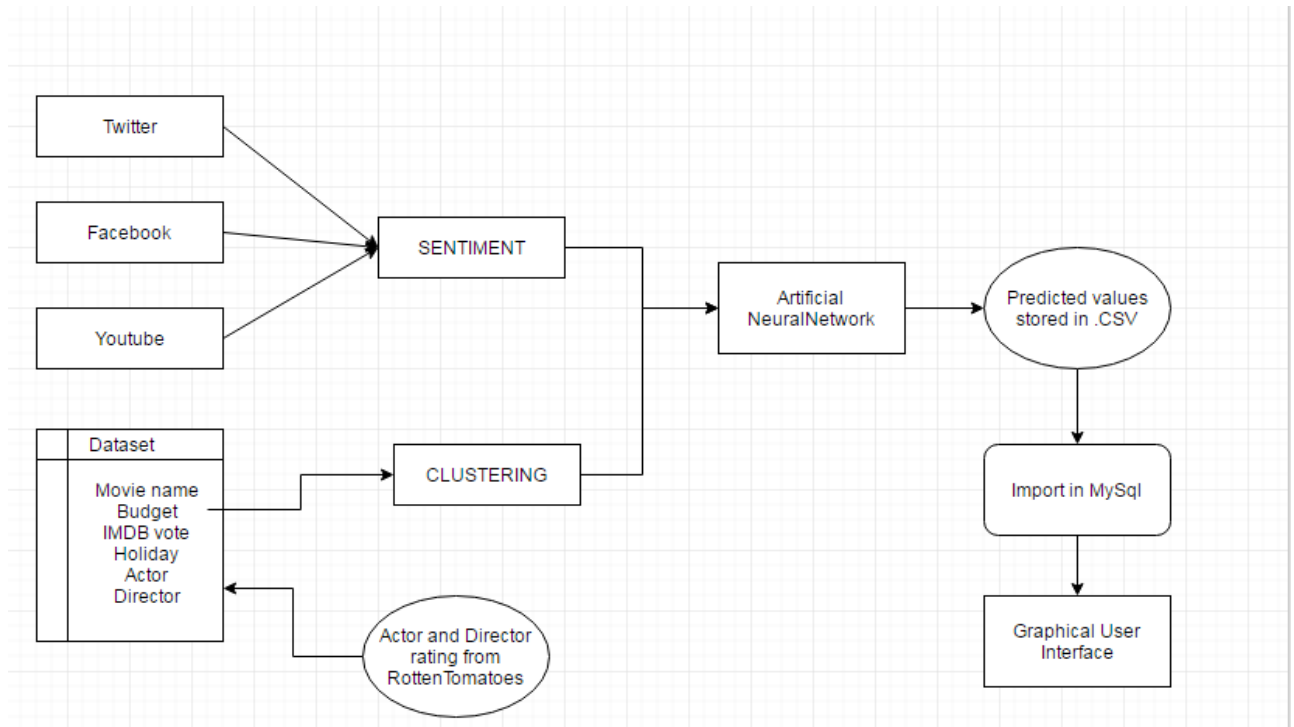 Twitter
Facebook
Youtube
SENTIMENT
Artificial
NeuralNetwork
Predicted values
stored in .CSV
Dataset
Movie name
Budget
IMDB vote
Holiday
Actor
Director
CLUSTERING
Import in MySql
Actor and Director
rating from
RottenTomatoes
Graphical User
Interface